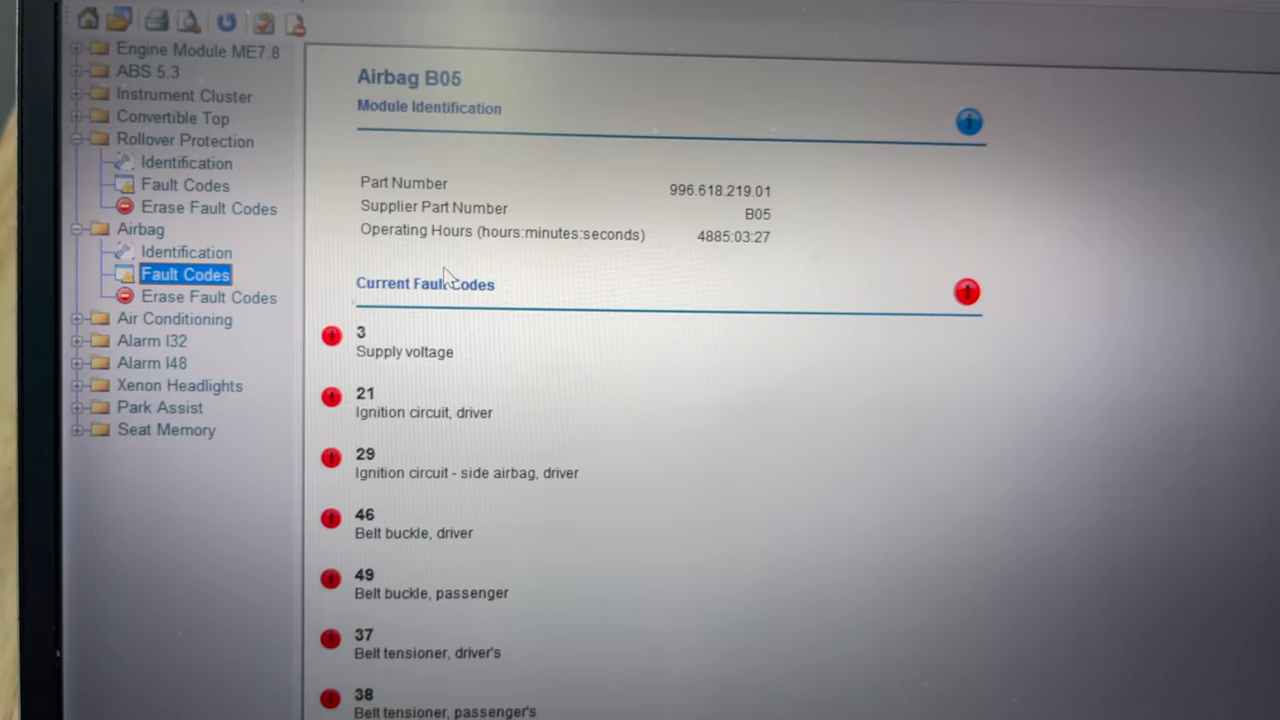 Engine Module ME7.8
ABS 5.3
Instrument Cluster
Convertible Top
Rollover Protection
Identification
Fault Codes
Erase Fault Codes
Airbag
Identification
Fault Codes
Erase Fault Codes
Air Conditioning
Alarm I32
Alarm I48
Xenon Headlights
Park Assist
Seat Memory
Airbag B05
Module Identification
Part Number 996.618.219.01
Supplier Part Number B05
Operating Hours (hours:minutes:seconds) 4885:03:27
Current Fault Codes
3
Supply voltage
21
Ignition circuit, driver
29
Ignition circuit - side airbag, driver
46
Belt buckle, driver
49
Belt buckle, passenger
37
Belt tensioner, driver's
38
Belt tensioner, passenger's